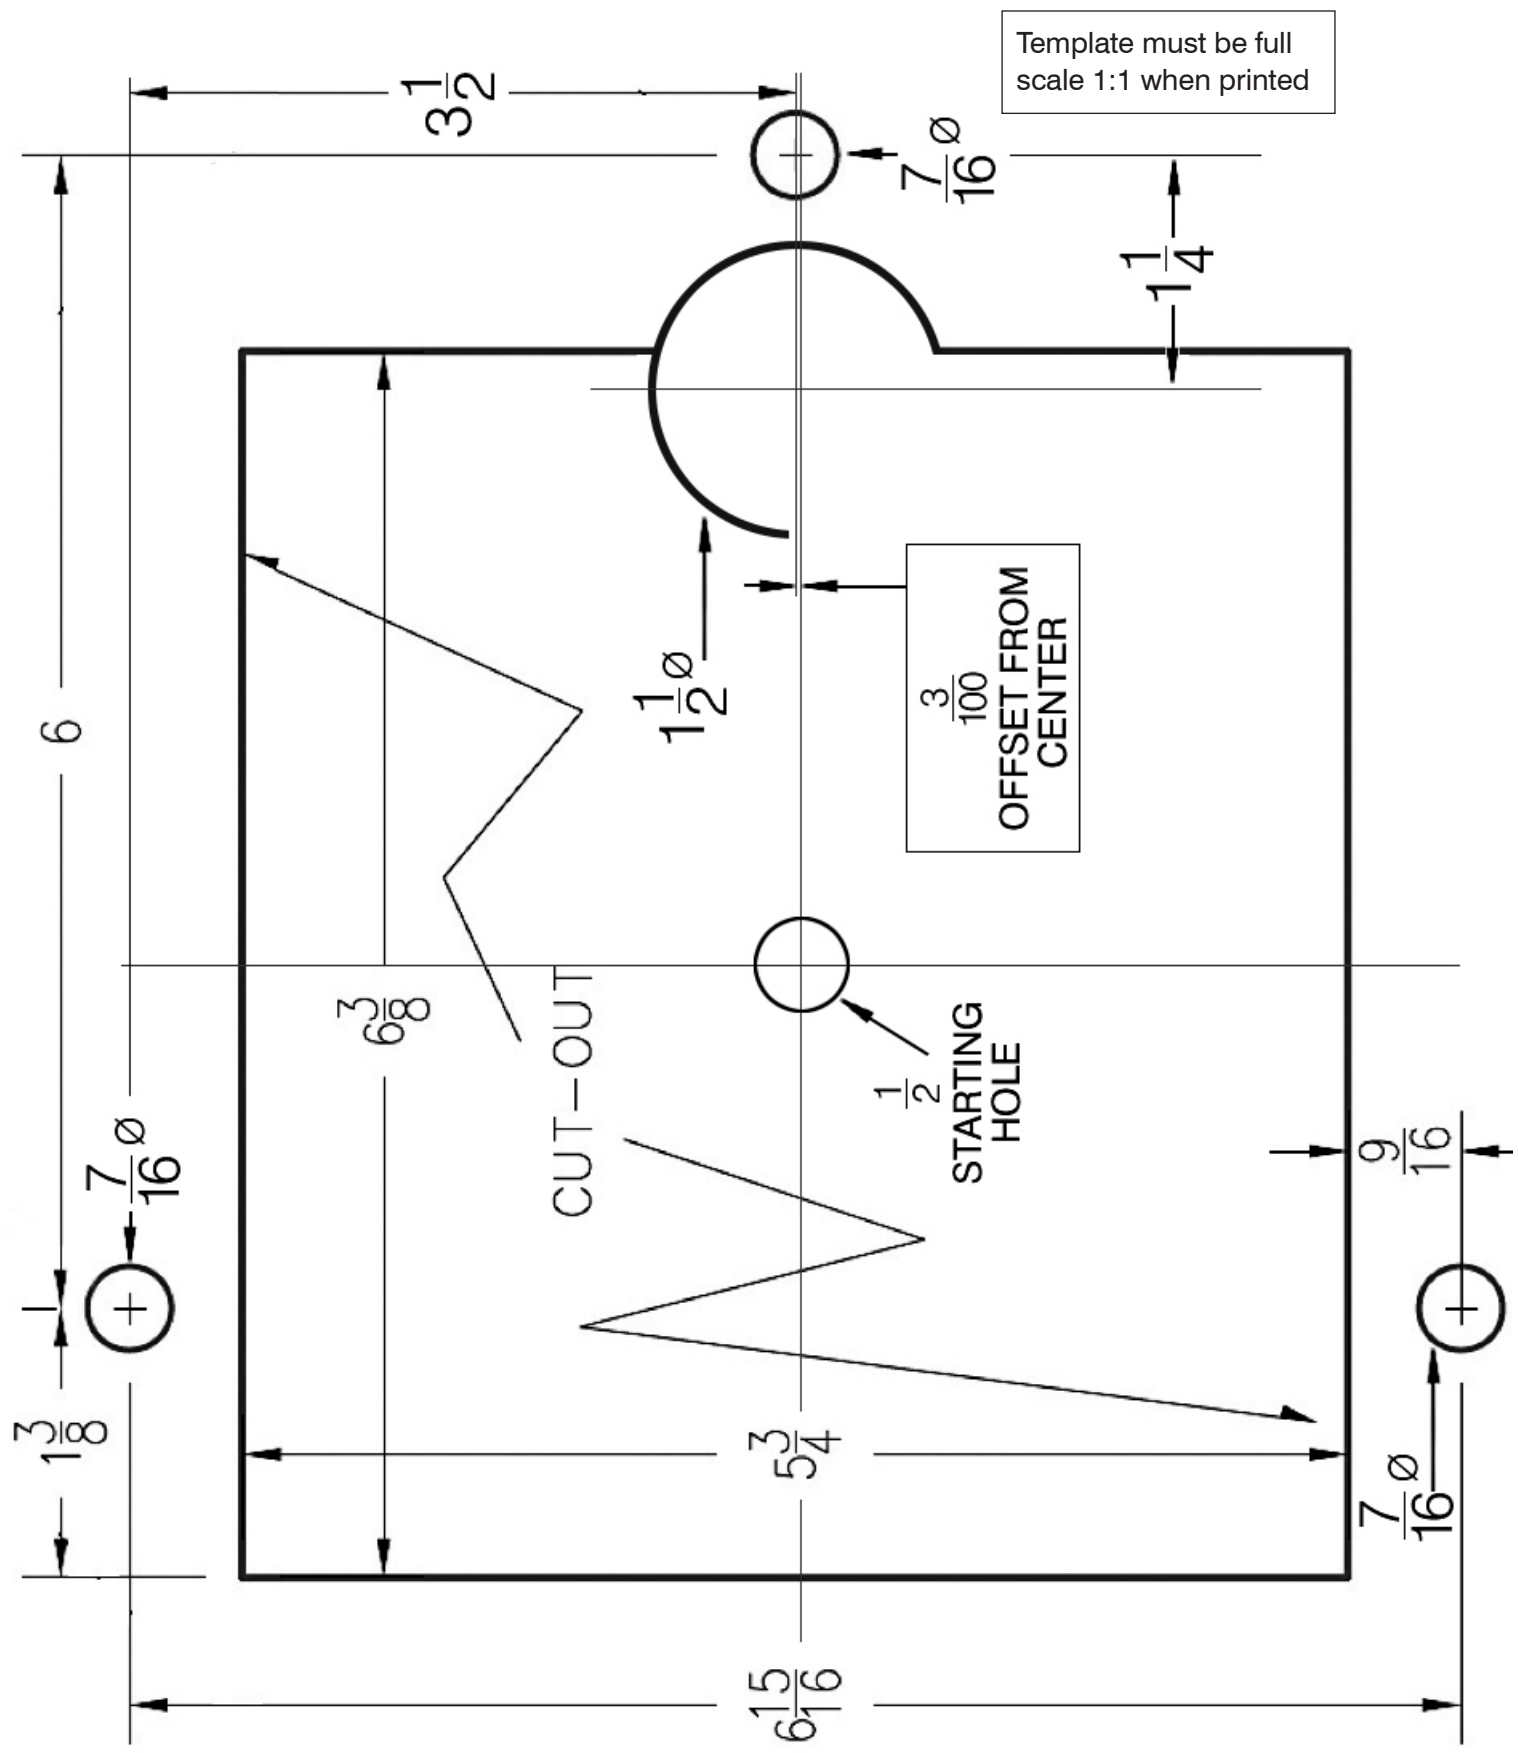 Template must be full
scale 1:1 when printed
3 1/2
7/16 Ø
1 1/4
6
1 1/2 Ø
3/100
OFFSET FROM
CENTER
6 3/8
CUT-OUT
1/2
STARTING
HOLE
7/16 Ø
9/16
1 3/8
5 3/4
7/16 Ø
6 15/16